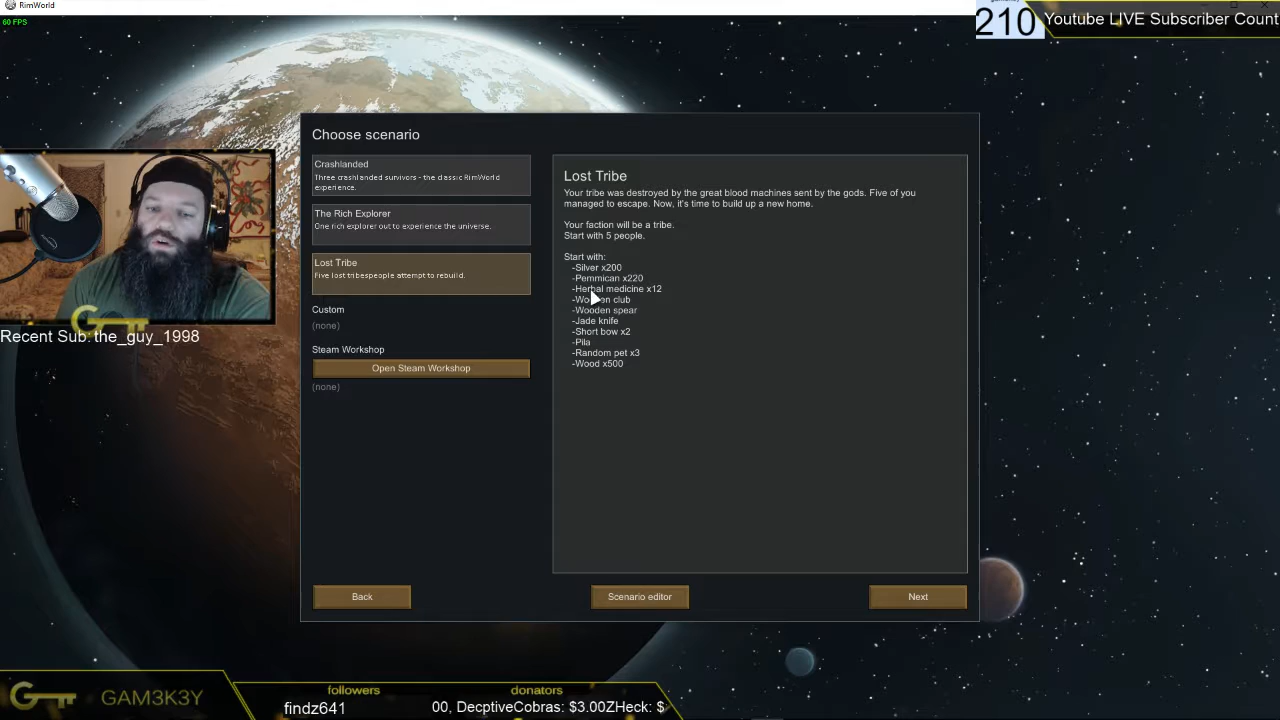 RimWorld
60 FPS
210
Youtube LIVE Subscriber Count
Choose scenario
Crashlanded
Three crashlanded survivors - the classic RimWorld
experience.
The Rich Explorer
One rich explorer out to experience the universe.
Lost Tribe
Five lost tribespeople attempt to rebuild.
Custom
(none)
Steam Workshop
Open Steam Workshop
(none)
Lost Tribe
Your tribe was destroyed by the great blood machines sent by the gods. Five of you
managed to escape. Now, it's time to build up a new home.
Your faction will be a tribe.
Start with 5 people.
Start with:
-Silver x200
-Pemmican x220
-Herbal medicine x12
club
-Wooden spear
-Jade knife
-Short bow x2
-Pila
-Random pet x3
-Wood x500
Back
Scenario editor
Next
Recent Sub: the_guy_1998
GAM3K3Y
followers
findz641
donators
00, DecptiveCobras: $3.00ZHeck: $